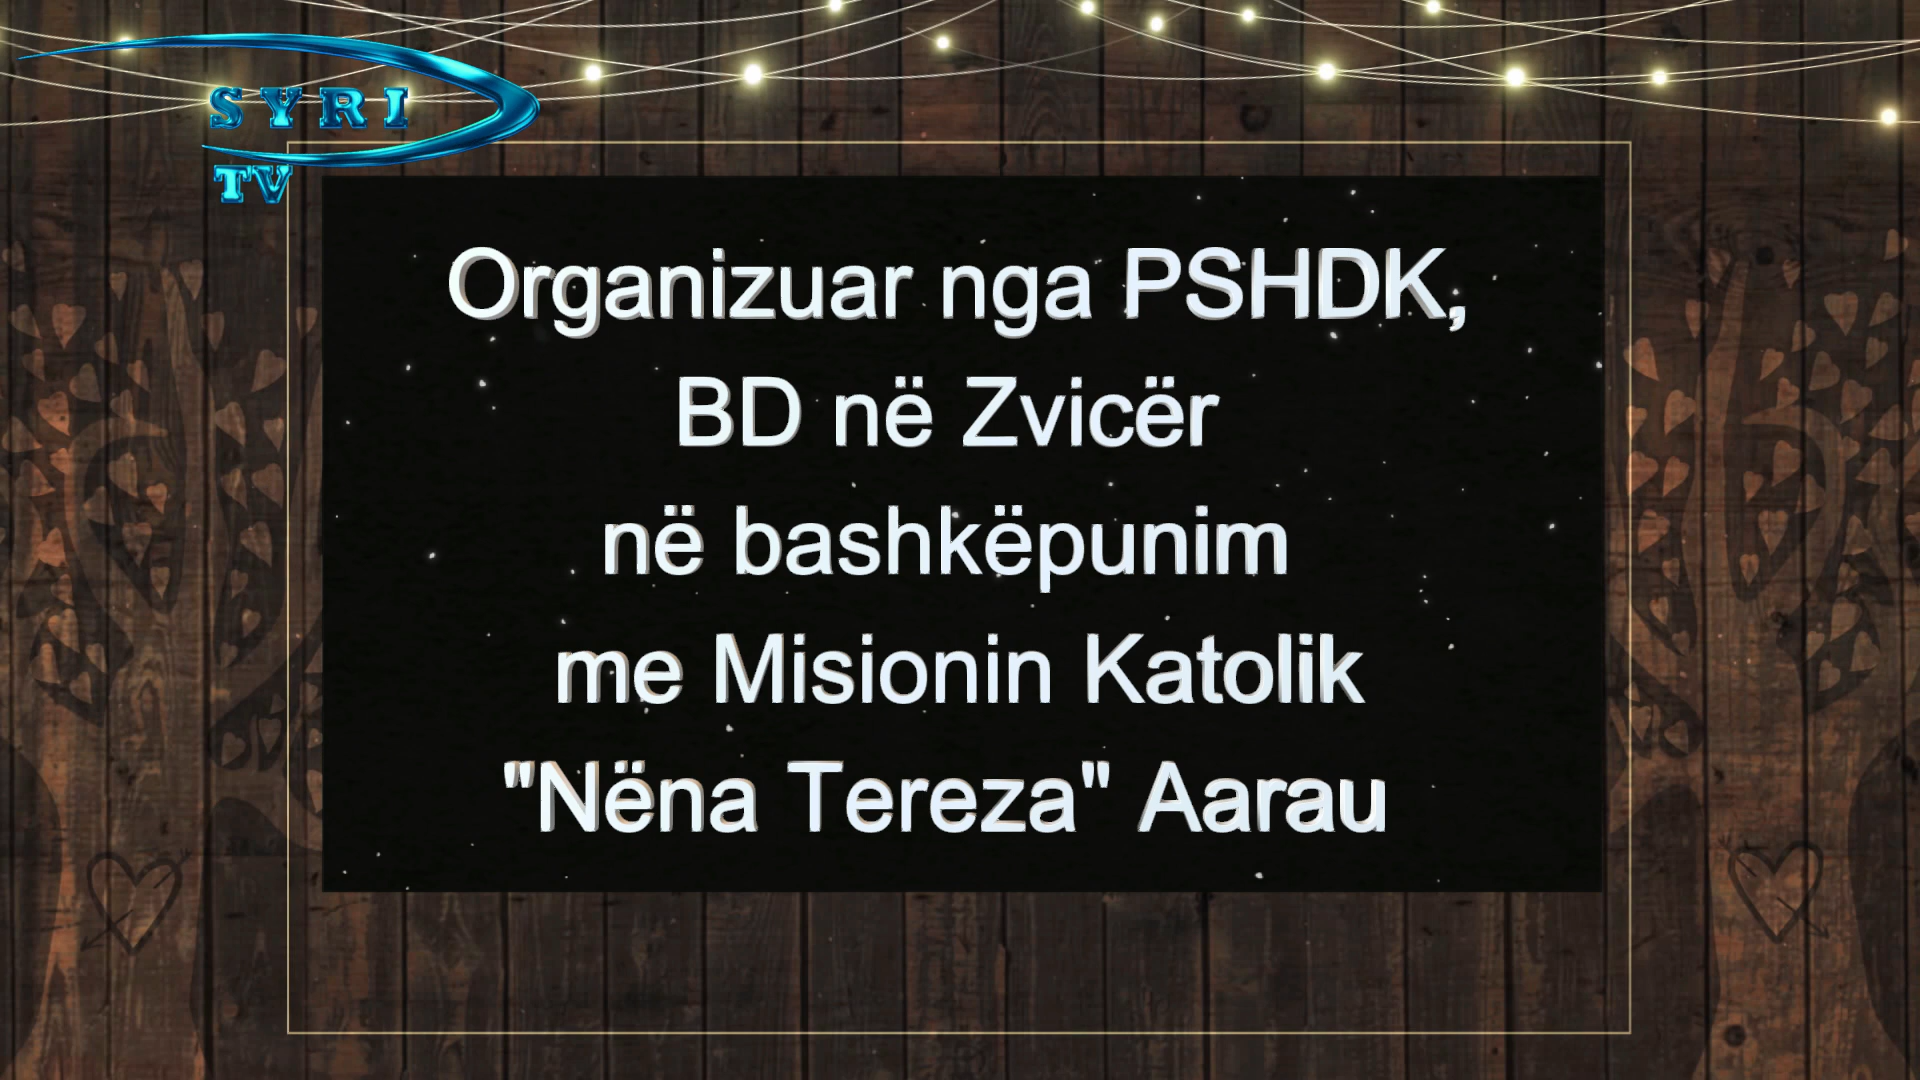 SYRI
TV
Organizuar nga PSHDK,
BD në Zvicër
në bashkëpunim
me Misionin Katolik
"Nëna Tereza" Aarau